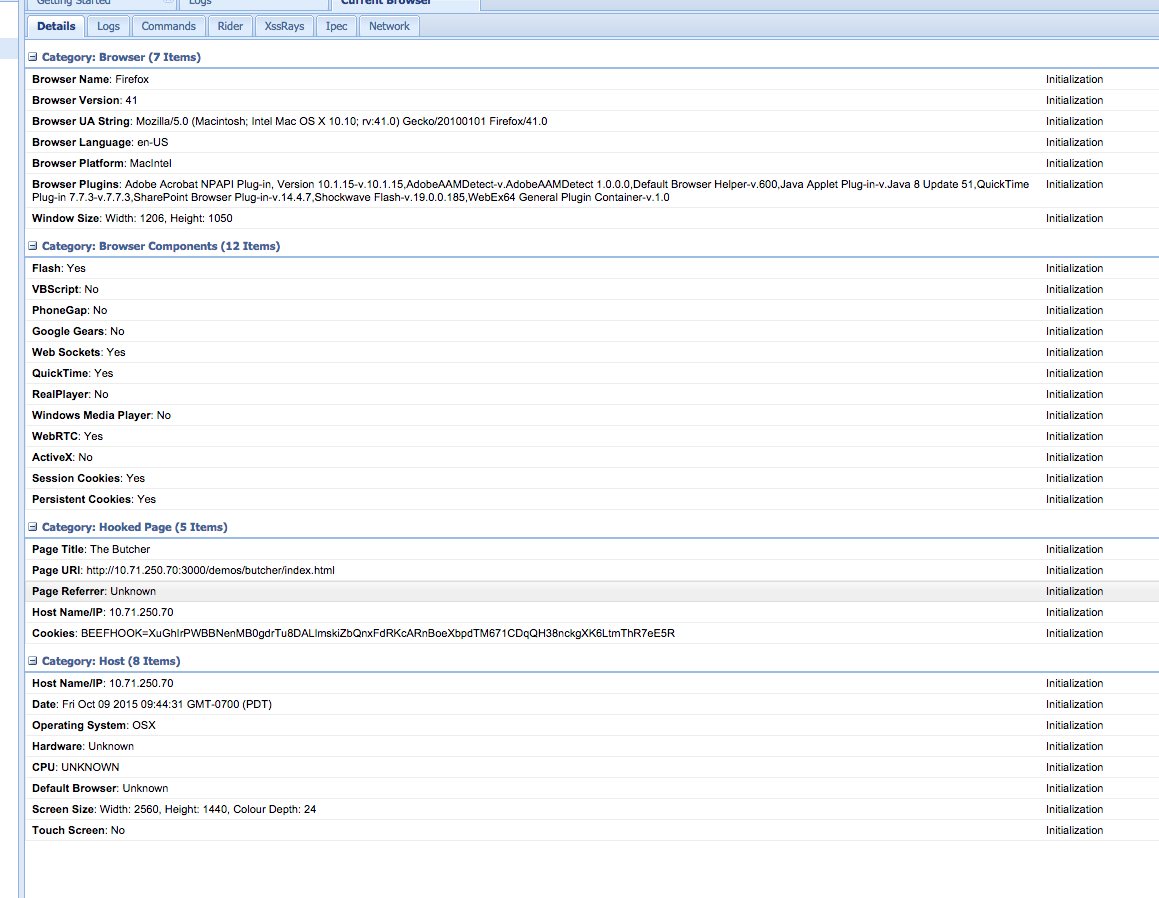 Getting Started
Logs
Current Browser
Details
Logs
Commands
Rider
XssRays
Ipec
Network
Category: Browser (7 Items)
Browser Name: Firefox Initialization
Browser Version: 41 Initialization
Browser UA String: Mozilla/5.0 (Macintosh; Intel Mac OS X 10.10; rv:41.0) Gecko/20100101 Firefox/41.0 Initialization
Browser Language: en-US Initialization
Browser Platform: MacIntel Initialization
Browser Plugins: Adobe Acrobat NPAPI Plug-in, Version 10.1.15-v.10.1.15,AdobeAAMDetect-v.AdobeAAMDetect 1.0.0.0,Default Browser Helper-v.600,Java Applet Plug-in-v.Java 8 Update 51,QuickTime Initialization
Plug-in 7.7.3-v.7.7.3,SharePoint Browser Plug-in-v.14.4.7,Shockwave Flash-v.19.0.0.185,WebEx64 General Plugin Container-v.1.0
Window Size: Width: 1206, Height: 1050 Initialization
Category: Browser Components (12 Items)
Flash: Yes Initialization
VBScript: No Initialization
PhoneGap: No Initialization
Google Gears: No Initialization
Web Sockets: Yes Initialization
QuickTime: Yes Initialization
RealPlayer: No Initialization
Windows Media Player: No Initialization
WebRTC: Yes Initialization
ActiveX: No Initialization
Session Cookies: Yes Initialization
Persistent Cookies: Yes Initialization
Category: Hooked Page (5 Items)
Page Title: The Butcher Initialization
Page URI: http://10.71.250.70:3000/demos/butcher/index.html Initialization
Page Referrer: Unknown Initialization
Host Name/IP: 10.71.250.70 Initialization
Cookies: BEEFHOOK=XuGhIrPWBBNenMB0gdrTu8DALImskiZbQnxFdRKcARnBoeXbpdTM671CDqQH38nckgXK6LtmThR7eE5R Initialization
Category: Host (8 Items)
Host Name/IP: 10.71.250.70 Initialization
Date: Fri Oct 09 2015 09:44:31 GMT-0700 (PDT) Initialization
Operating System: OSX Initialization
Hardware: Unknown Initialization
CPU: UNKNOWN Initialization
Default Browser: Unknown Initialization
Screen Size: Width: 2560, Height: 1440, Colour Depth: 24 Initialization
Touch Screen: No Initialization